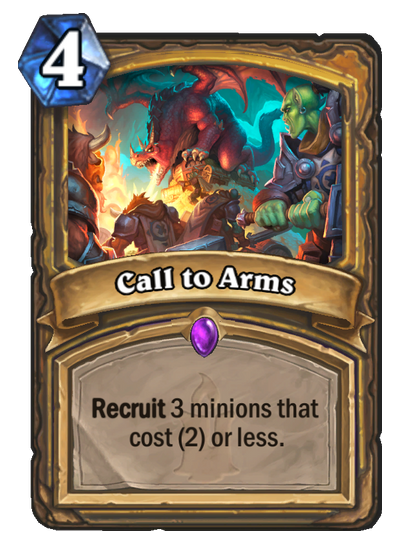 4
Call to Arms
Recruit 3 minions that
cost (2) or less.